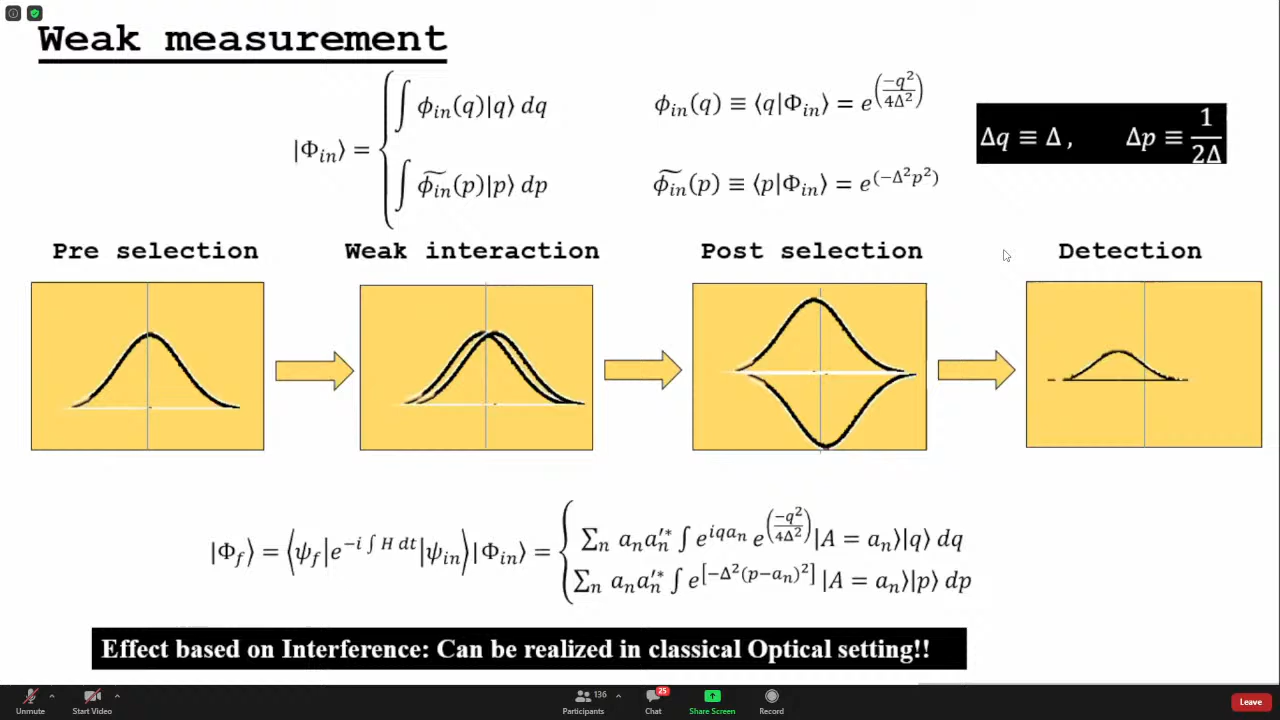 Weak measurement
|Φ_in⟩ = { ∫ ϕ_in(q)|q⟩ dq
ϕ_in(q) ≡ ⟨q|Φ_in⟩ = e^(−q²/4Δ²)
Δq ≡ Δ , Δp ≡ 1/2Δ
∫ ϕ̃_in(p)|p⟩ dp
ϕ̃_in(p) ≡ ⟨p|Φ_in⟩ = e^(−Δ²p²)
Pre selection
Weak interaction
Post selection
Detection
|Φ_f⟩ = ⟨ψ_f|e^(−i ∫ H dt)|ψ_in⟩|Φ_in⟩ = { ∑_n a_n a′*_n ∫ e^(iqa_n) e^(−q²/4Δ²)|A = a_n⟩|q⟩ dq
∑_n a_n a′*_n ∫ e^[−Δ²(p−a_n)²] |A = a_n⟩|p⟩ dp
Effect based on Interference: Can be realized in classical Optical setting!!
Unmute
Start Video
136
Participants
25
Chat
Share Screen
Record
Leave